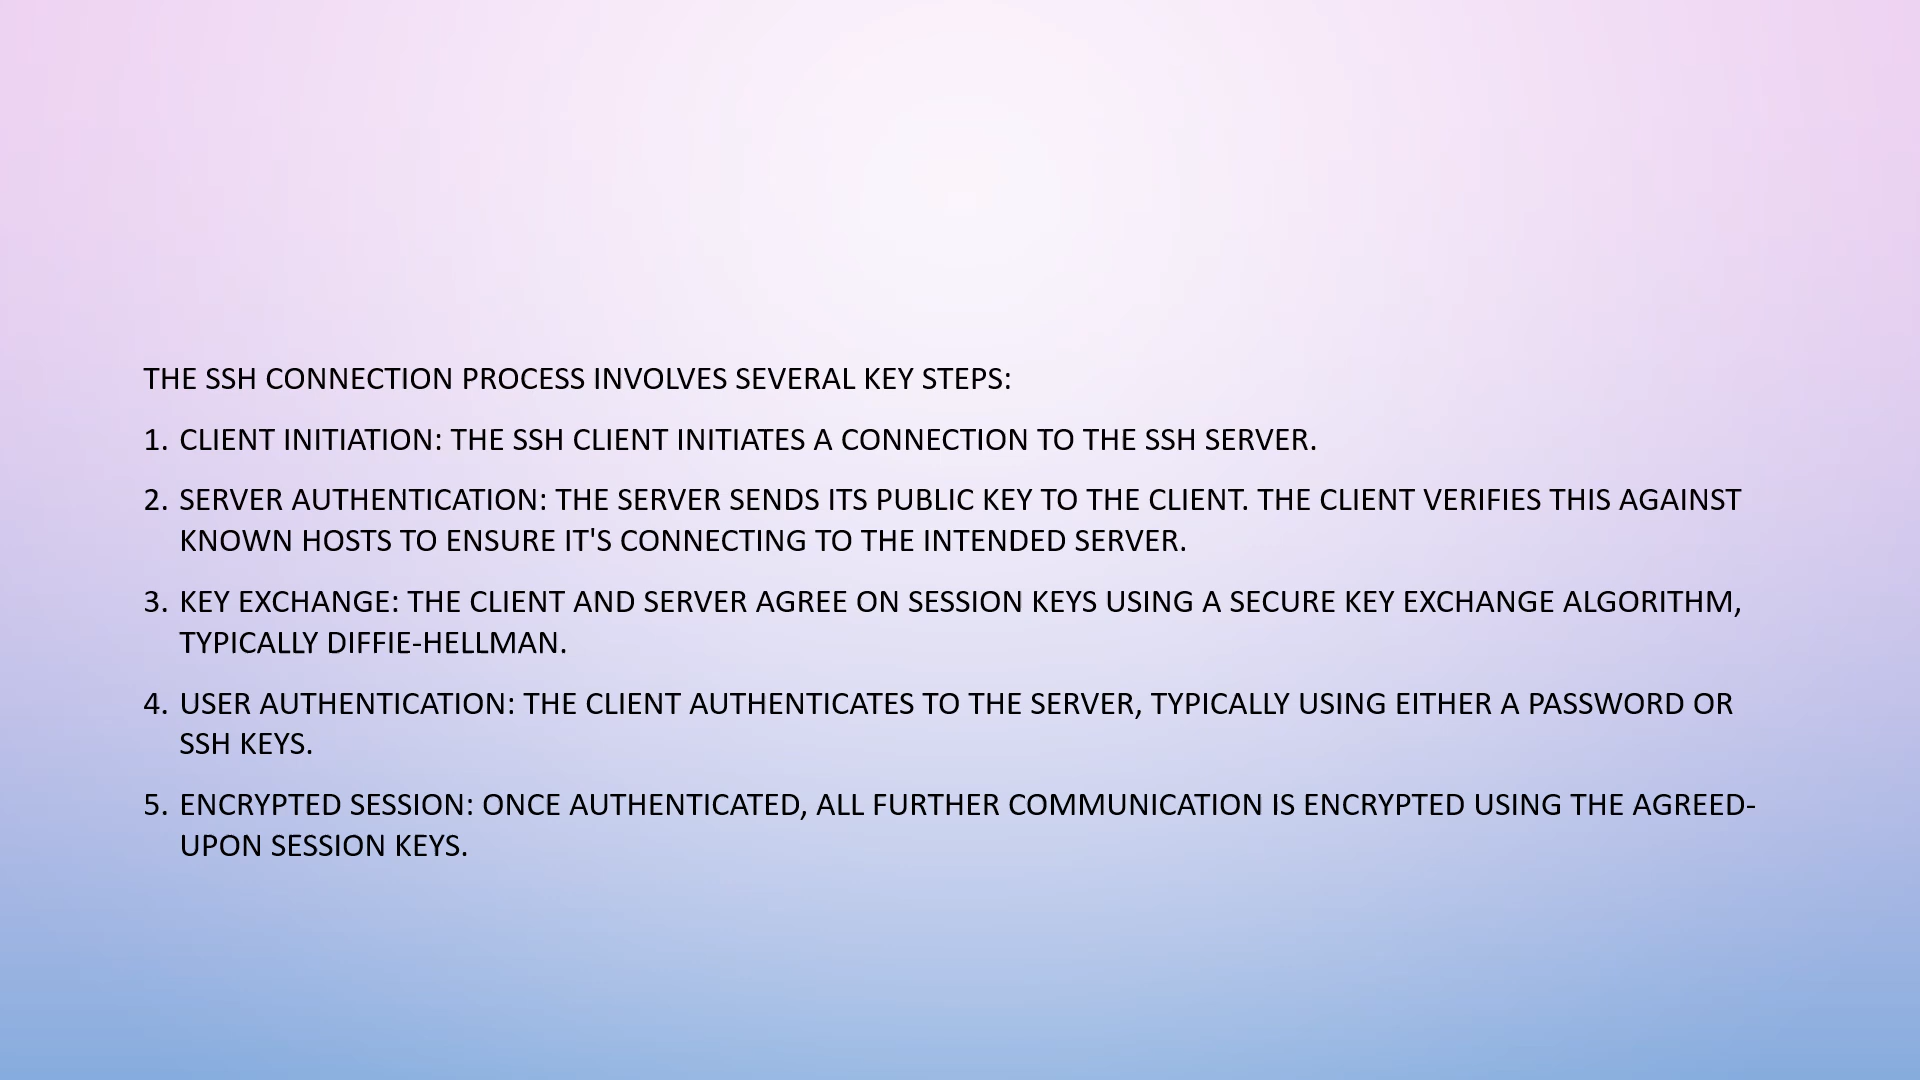 THE SSH CONNECTION PROCESS INVOLVES SEVERAL KEY STEPS:
1. CLIENT INITIATION: THE SSH CLIENT INITIATES A CONNECTION TO THE SSH SERVER.
2. SERVER AUTHENTICATION: THE SERVER SENDS ITS PUBLIC KEY TO THE CLIENT. THE CLIENT VERIFIES THIS AGAINST
KNOWN HOSTS TO ENSURE IT'S CONNECTING TO THE INTENDED SERVER.
3. KEY EXCHANGE: THE CLIENT AND SERVER AGREE ON SESSION KEYS USING A SECURE KEY EXCHANGE ALGORITHM,
TYPICALLY DIFFIE-HELLMAN.
4. USER AUTHENTICATION: THE CLIENT AUTHENTICATES TO THE SERVER, TYPICALLY USING EITHER A PASSWORD OR
SSH KEYS.
5. ENCRYPTED SESSION: ONCE AUTHENTICATED, ALL FURTHER COMMUNICATION IS ENCRYPTED USING THE AGREED-
UPON SESSION KEYS.